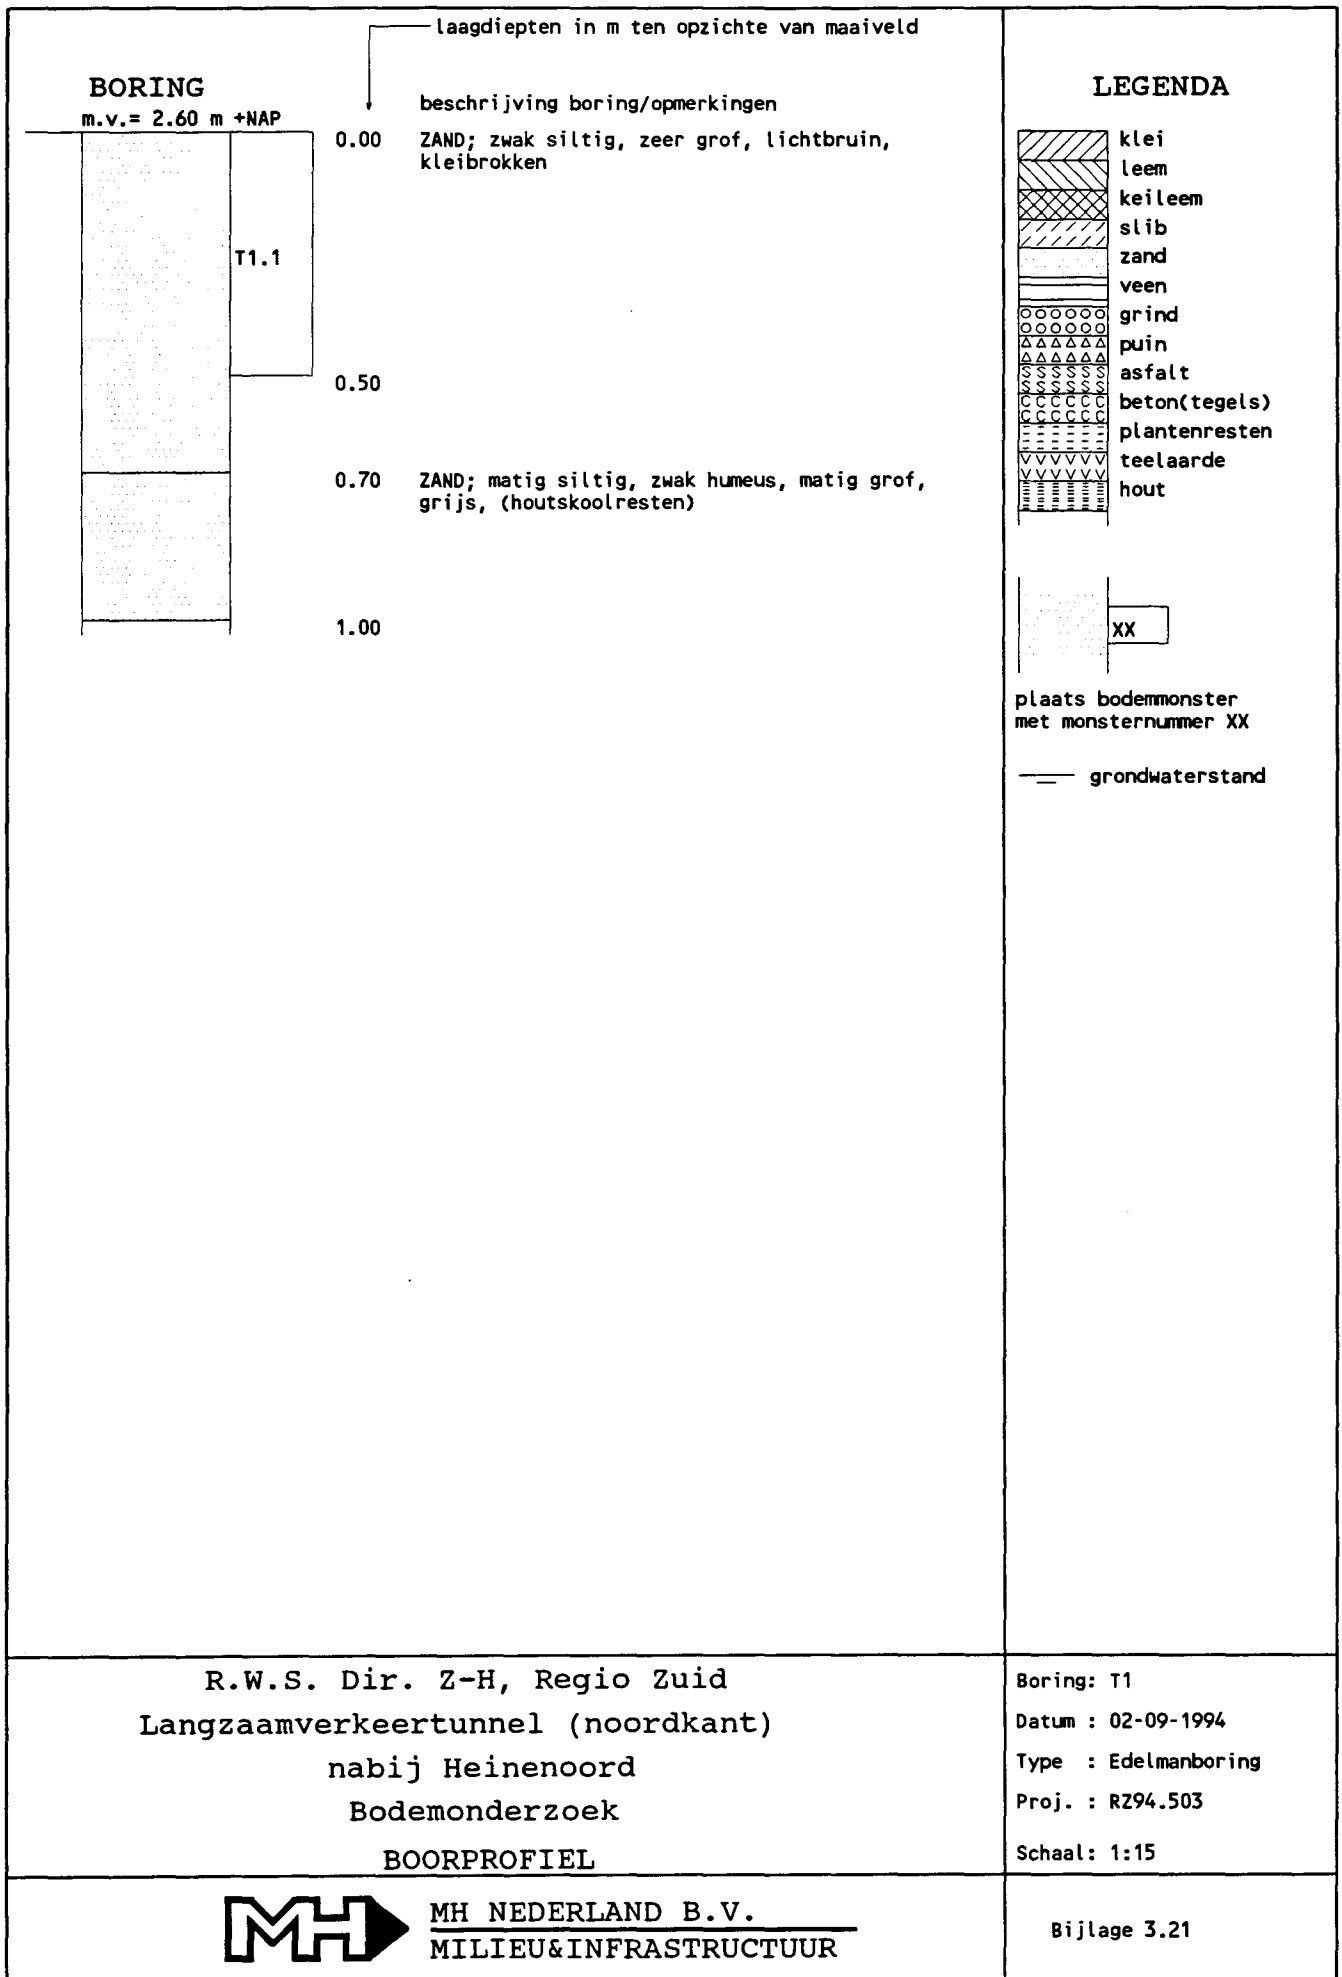 laagdiepten in m ten opzichte van maaiveld
BORING
m.v.= 2.60 m +NAP
beschrijving boring/opmerkingen
0.00 ZAND; zwak siltig, zeer grof, lichtbruin,
kleibrokken
T1.1
0.50
0.70 ZAND; matig siltig, zwak humeus, matig grof,
grijs, (houtskoolresten)
1.00
LEGENDA
klei
leem
keileem
slib
zand
veen
grind
puin
asfalt
beton(tegels)
plantenresten
teelaarde
hout
XX
plaats bodemmonster
met monsternummer XX
grondwaterstand
R.W.S. Dir. Z-H, Regio Zuid
Langzaamverkeertunnel (noordkant)
nabij Heinenoord
Bodemonderzoek
BOORPROFIEL
Boring: T1
Datum : 02-09-1994
Type : Edelmanboring
Proj. : RZ94.503
Schaal: 1:15
MH
MH NEDERLAND B.V.
MILIEU&INFRASTRUCTUUR
Bijlage 3.21